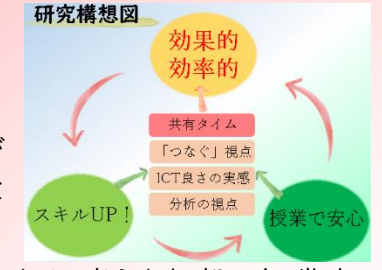 研究構想図
効果的
効率的
共有タイム
「つなぐ」視点
ICT良さの実感
分析の視点
スキルUP!
授業で安心